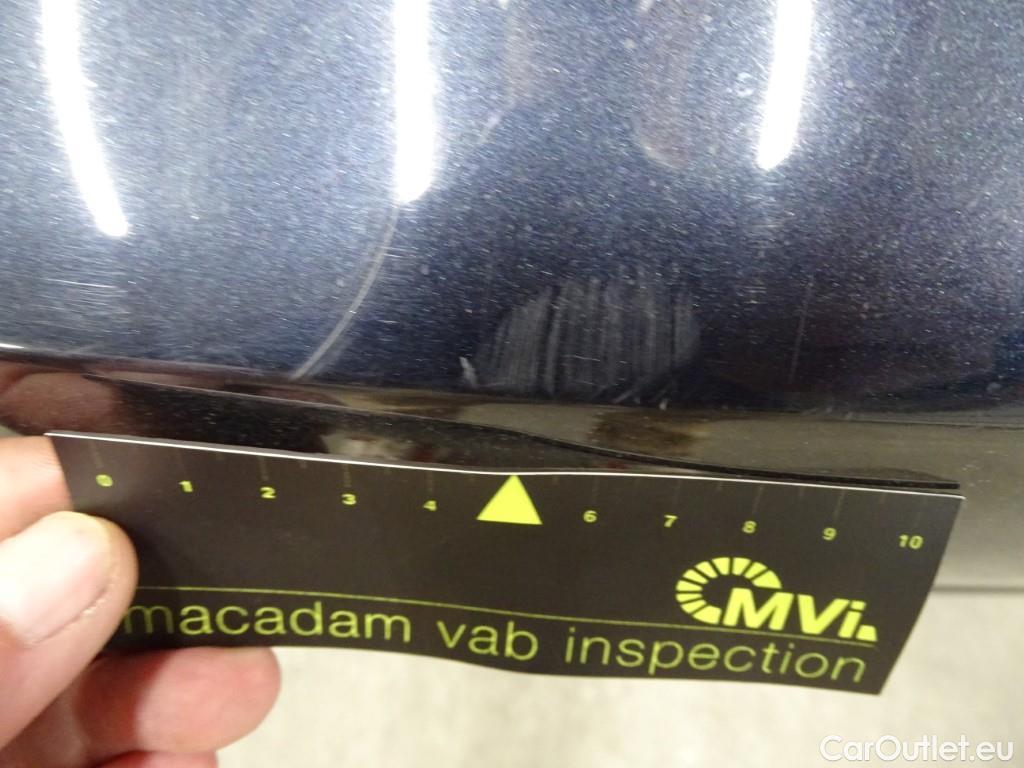 0 1 2 3 4 6 7 8 9 10
MVi
macadam vab inspection
CarOutlet.eu